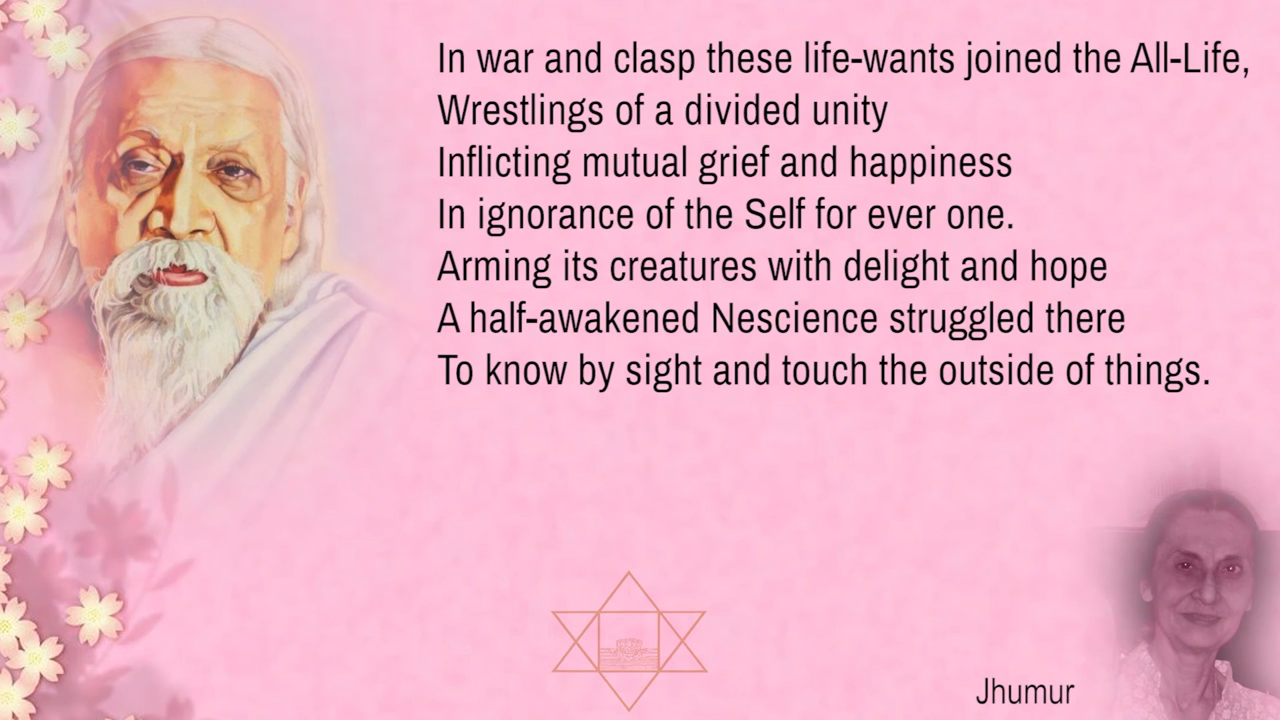 In war and clasp these life-wants joined the All-Life,
Wrestlings of a divided unity
Inflicting mutual grief and happiness
In ignorance of the Self for ever one.
Arming its creatures with delight and hope
A half-awakened Nescience struggled there
To know by sight and touch the outside of things.
Jhumur